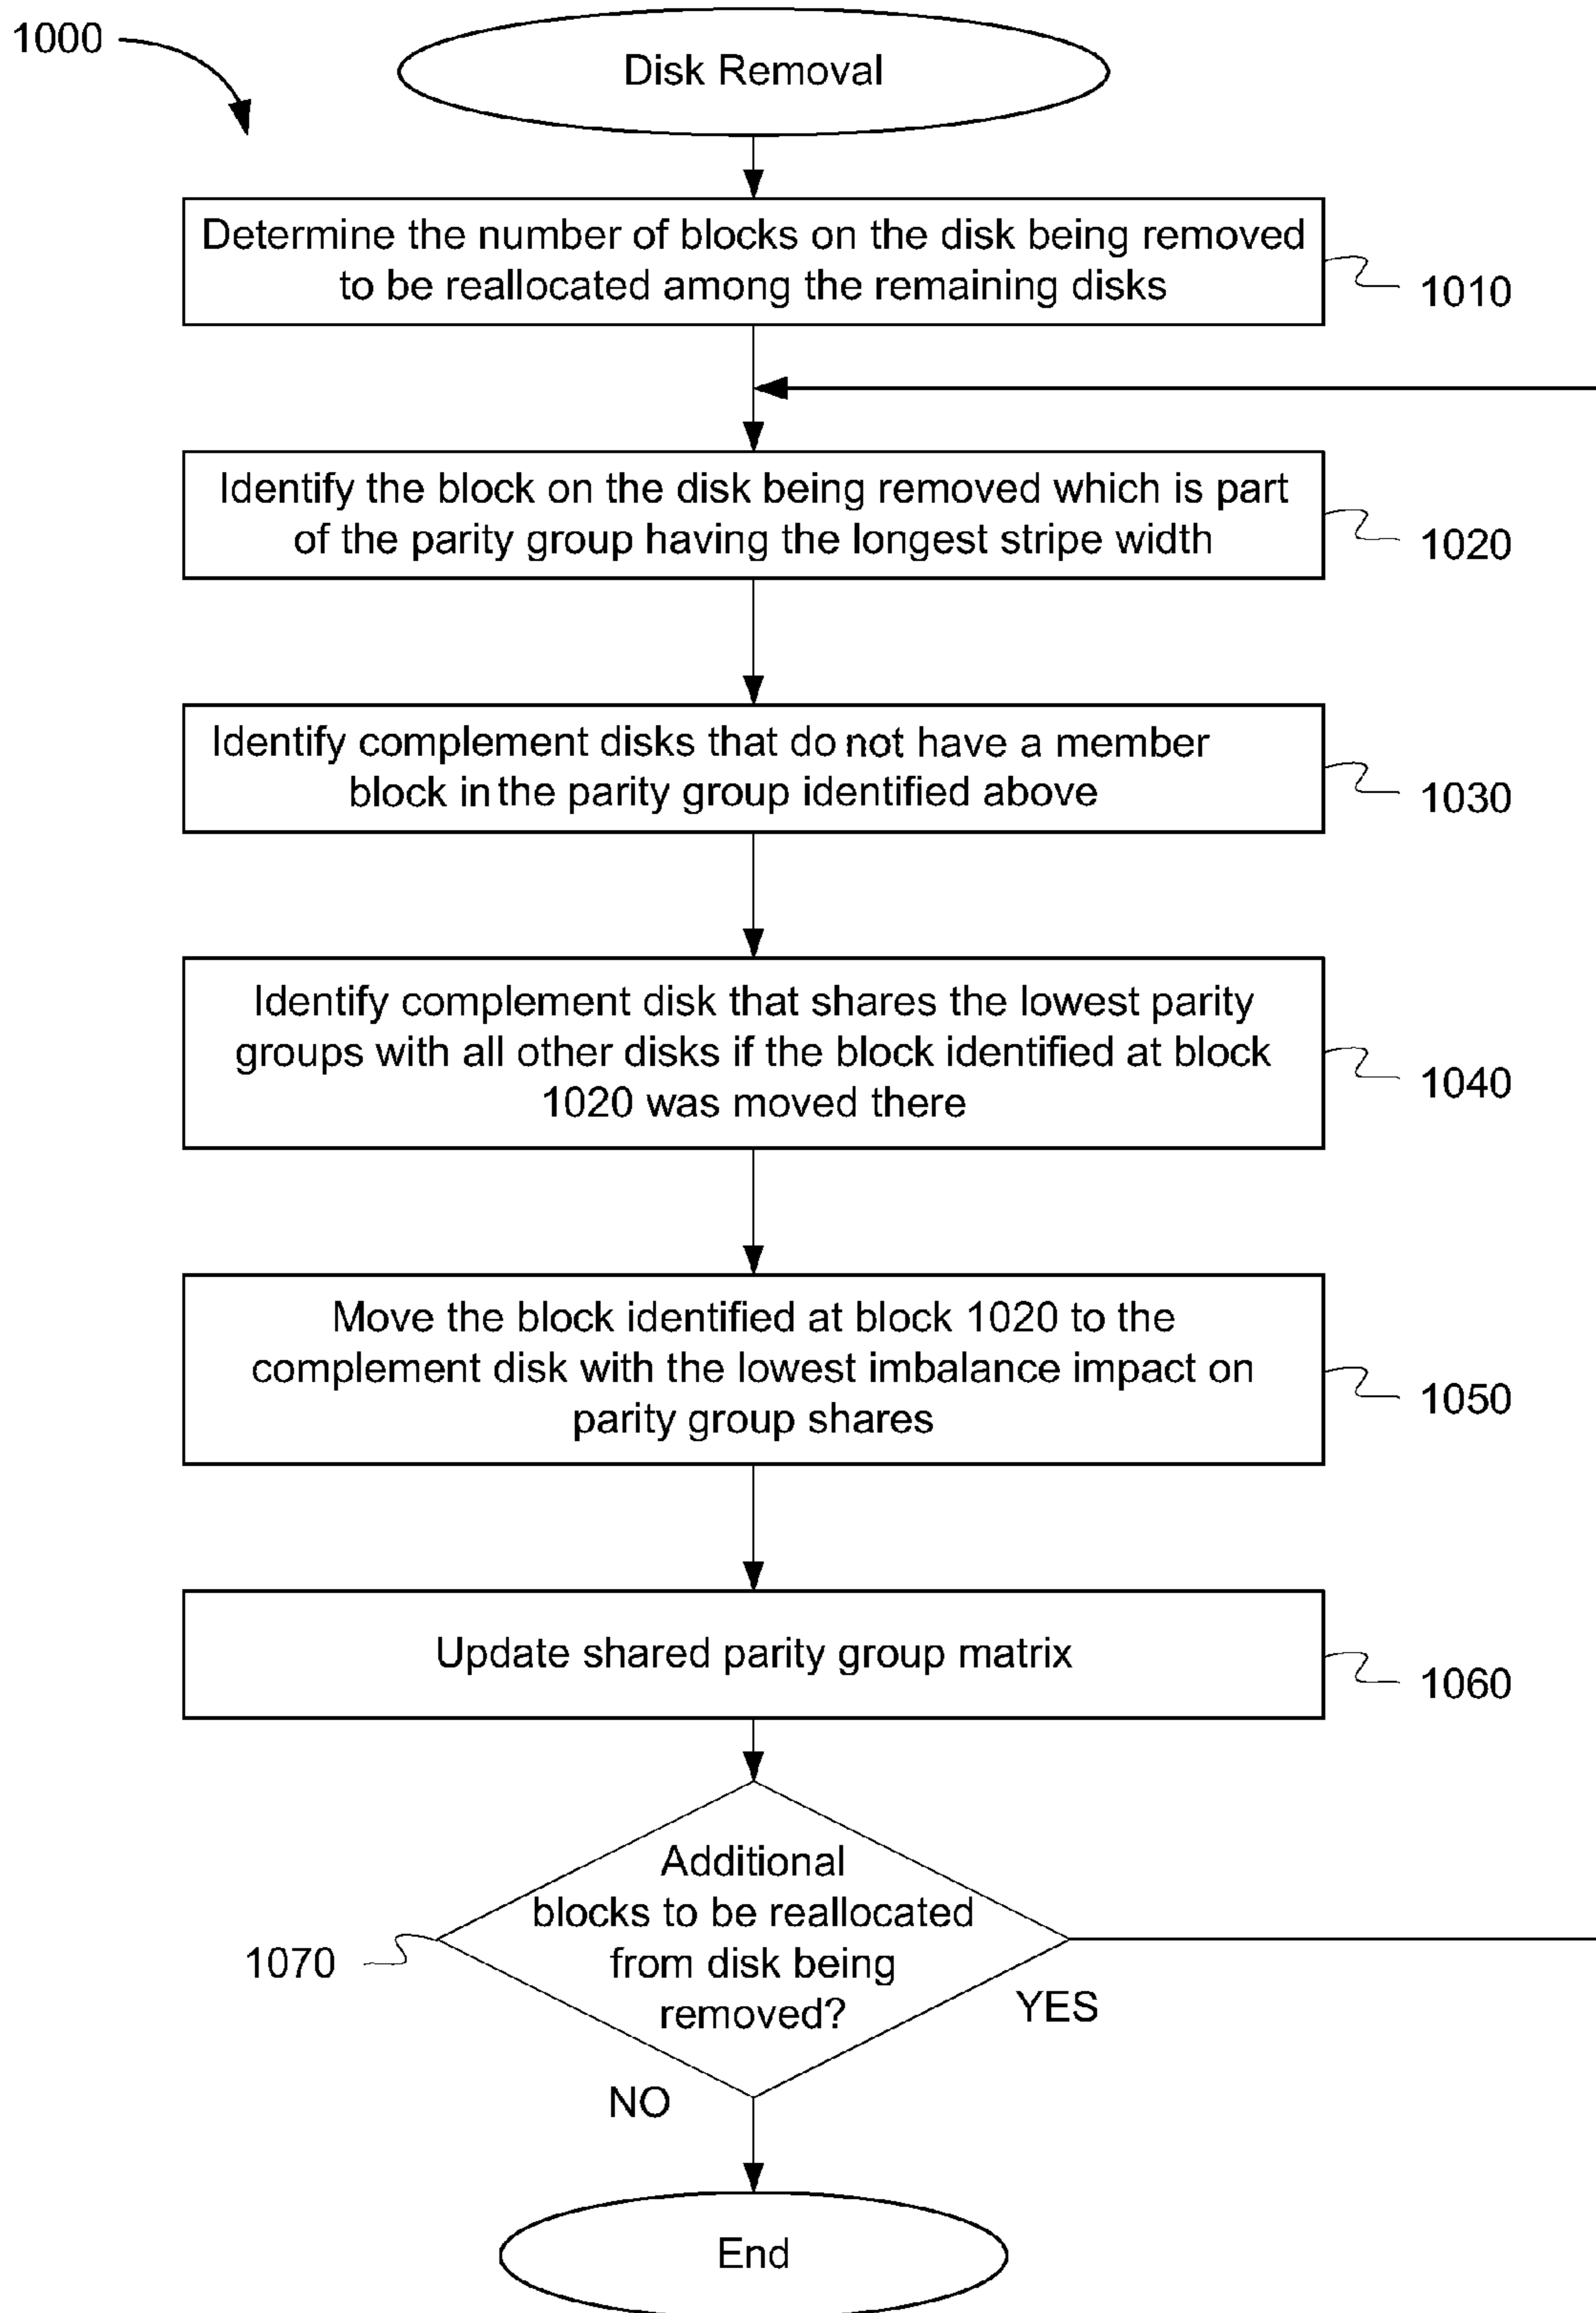 1000
Disk Removal
Determine the number of blocks on the disk being removed
to be reallocated among the remaining disks
1010
Identify the block on the disk being removed which is part
of the parity group having the longest stripe width
1020
Identify complement disks that do not have a member
block in the parity group identified above
1030
Identify complement disk that shares the lowest parity
groups with all other disks if the block identified at block
1020 was moved there
1040
Move the block identified at block 1020 to the
complement disk with the lowest imbalance impact on
parity group shares
1050
Update shared parity group matrix
1060
Additional
blocks to be reallocated
from disk being
removed?
1070
YES
NO
End